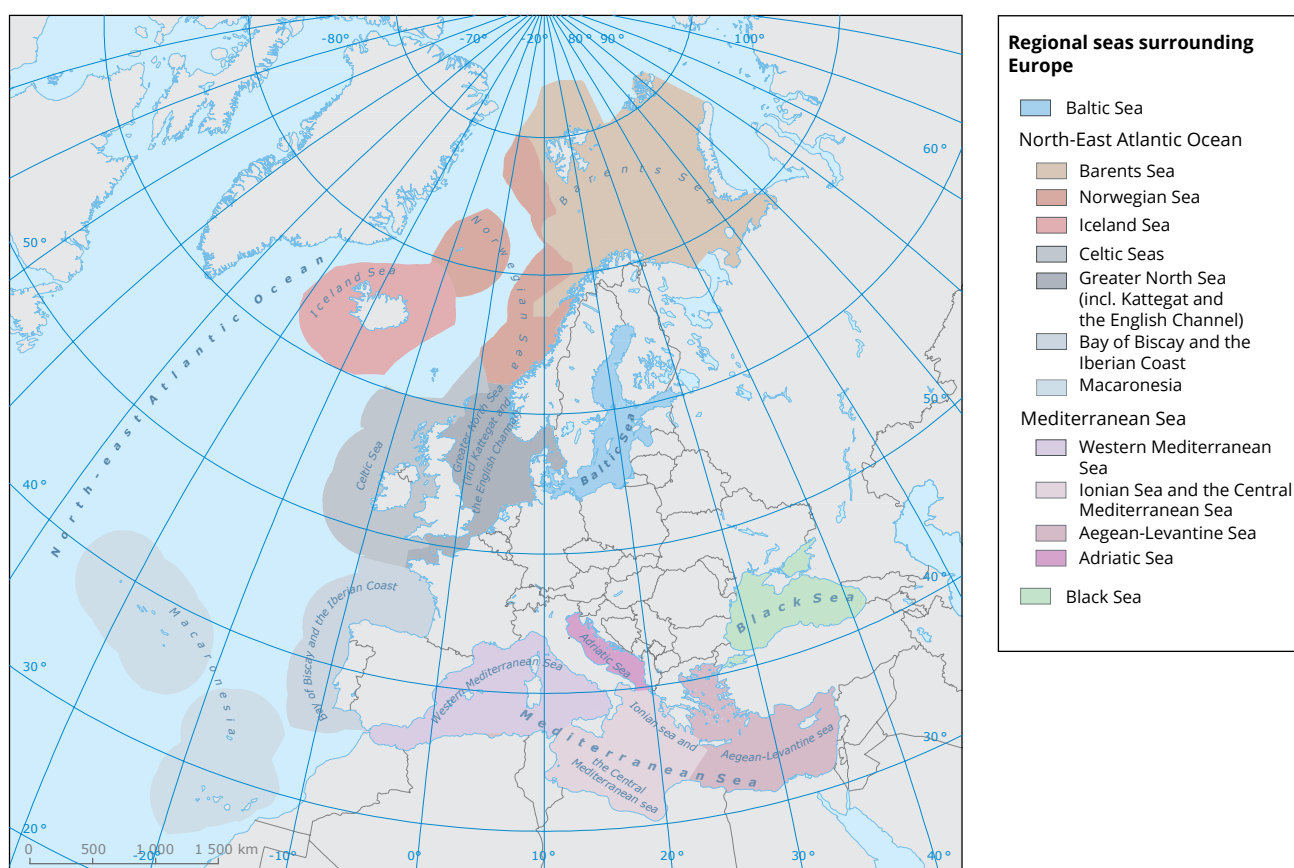 -80°
-70°
-20°
80°
90°
100°
60°
50°
50°
40°
40°
30°
30°
20°
-20°
-10°
0°
10°
20°
30°
40°
Barents Sea
Norwegian Sea
Iceland Sea
North-east Atlantic Ocean
Greater North Sea
(incl Kattegat and
the English Channel)
Celtic Sea
Baltic Sea
Bay of Biscay and the Iberian Coast
Macaronesia
Black Sea
Adriatic Sea
Western Mediterranean Sea
Mediterranean Sea
Ionian sea and
the Central
Mediterranean sea
Aegean-Levantine sea
0 500 1 000 1 500 km
Regional seas surrounding
Europe
Baltic Sea
North-East Atlantic Ocean
Barents Sea
Norwegian Sea
Iceland Sea
Celtic Seas
Greater North Sea
(incl. Kattegat and
the English Channel)
Bay of Biscay and the
Iberian Coast
Macaronesia
Mediterranean Sea
Western Mediterranean
Sea
Ionian Sea and the Central
Mediterranean Sea
Aegean-Levantine Sea
Adriatic Sea
Black Sea